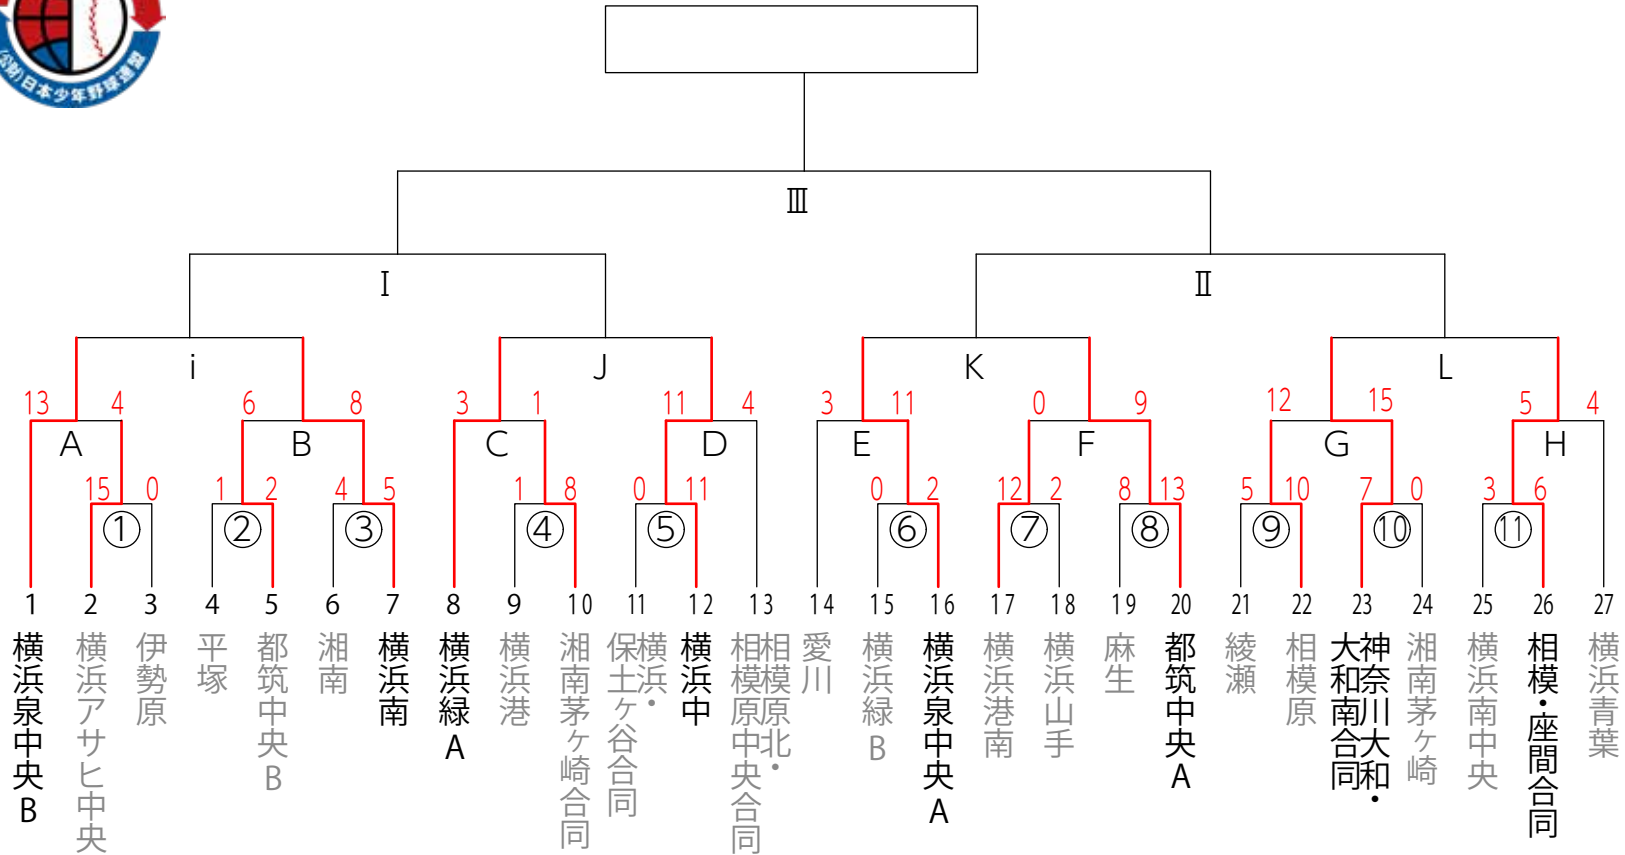 (公財)日本少年野球連盟
Ⅲ
Ⅰ
Ⅱ
i
J
K
L
13 4 6 8 3 1 11 4 3 11 0 9 12 15 5 4
A B C D E F G H
15 0 1 2 4 5 1 8 0 11 0 2 12 2 8 13 5 10 7 0 3 6
① ② ③ ④ ⑤ ⑥ ⑦ ⑧ ⑨ ⑩ ⑪
1 2 3 4 5 6 7 8 9 10 11 12 13 14 15 16 17 18 19 20 21 22 23 24 25 26 27
横浜泉中央B
横浜アサヒ中央
伊勢原
平塚
都筑中央B
湘南
横浜南
横浜緑A
横浜港
湘南茅ヶ崎合同
横浜・
保土ヶ谷合同
横浜中
相模原北・
相模原中央合同
愛川
横浜緑B
横浜泉中央A
横浜港南
横浜山手
麻生
都筑中央A
綾瀬
相模原
神奈川大和・
大和南合同
湘南茅ヶ崎
横浜南中央
相模・座間合同
横浜青葉